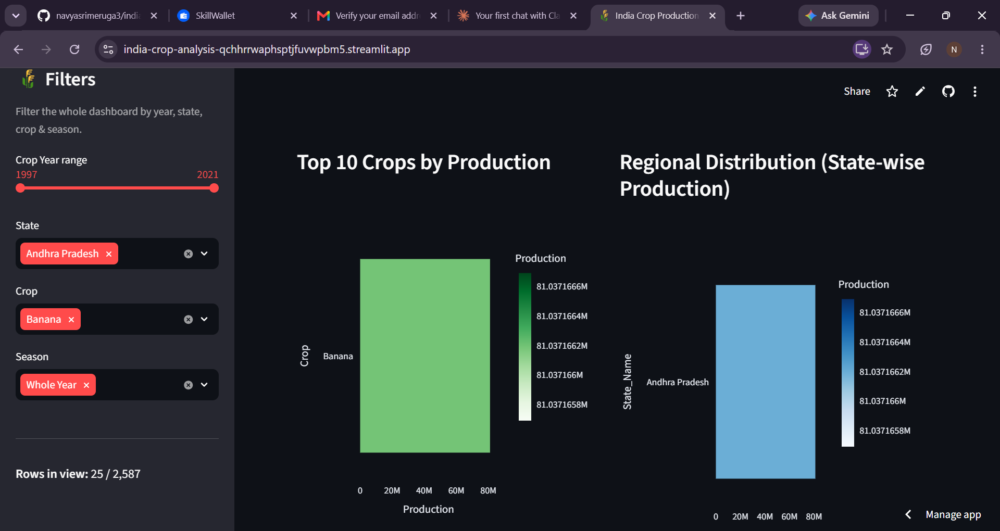 navyasrimeruga3/indi
SkillWallet
Verify your email addr
Your first chat with Cla
India Crop Production
Ask Gemini
india-crop-analysis-qchhrrwaphsptjfuvwpbm5.streamlit.app
N
Filters
Filter the whole dashboard by year, state,
crop & season.
Crop Year range
1997 2021
State
Andhra Pradesh
Crop
Banana
Season
Whole Year
Rows in view: 25 / 2,587
Share
Top 10 Crops by Production
Production
81.0371666M
81.0371664M
81.0371662M
81.037166M
81.0371658M
Crop
Banana
0 20M 40M 60M 80M
Production
Regional Distribution (State-wise
Production)
Production
81.0371666M
81.0371664M
81.0371662M
81.037166M
81.0371658M
State_Name
Andhra Pradesh
0 20M 40M 60M 80M
Manage app